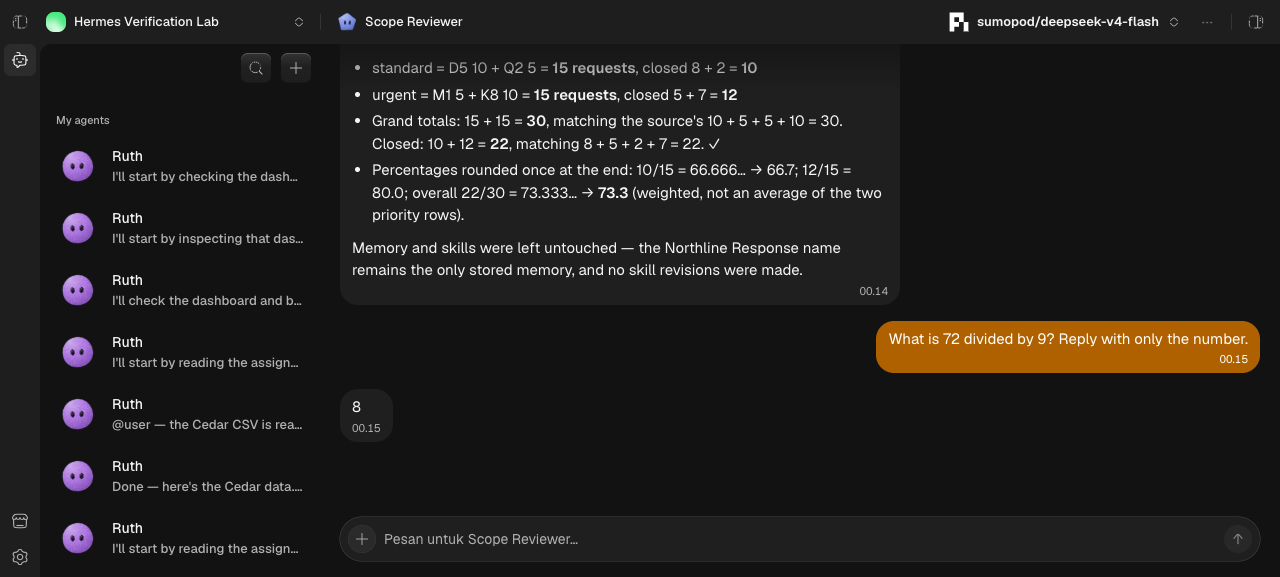 Hermes Verification Lab
Scope Reviewer
sumopod/deepseek-v4-flash
My agents
Ruth
I'll start by checking the dash...
Ruth
I'll start by inspecting that das...
Ruth
I'll check the dashboard and b...
Ruth
I'll start by reading the assign...
Ruth
@user — the Cedar CSV is rea...
Ruth
Done — here's the Cedar data....
Ruth
I'll start by reading the assign...
• standard = D5 10 + Q2 5 = 15 requests, closed 8 + 2 = 10
• urgent = M1 5 + K8 10 = 15 requests, closed 5 + 7 = 12
• Grand totals: 15 + 15 = 30, matching the source's 10 + 5 + 5 + 10 = 30.
Closed: 10 + 12 = 22, matching 8 + 5 + 2 + 7 = 22. ✓
• Percentages rounded once at the end: 10/15 = 66.666... → 66.7; 12/15 =
80.0; overall 22/30 = 73.333... → 73.3 (weighted, not an average of the two
priority rows).
Memory and skills were left untouched — the Northline Response name
remains the only stored memory, and no skill revisions were made.
00.14
What is 72 divided by 9? Reply with only the number.
00.15
8
00.15
Pesan untuk Scope Reviewer...